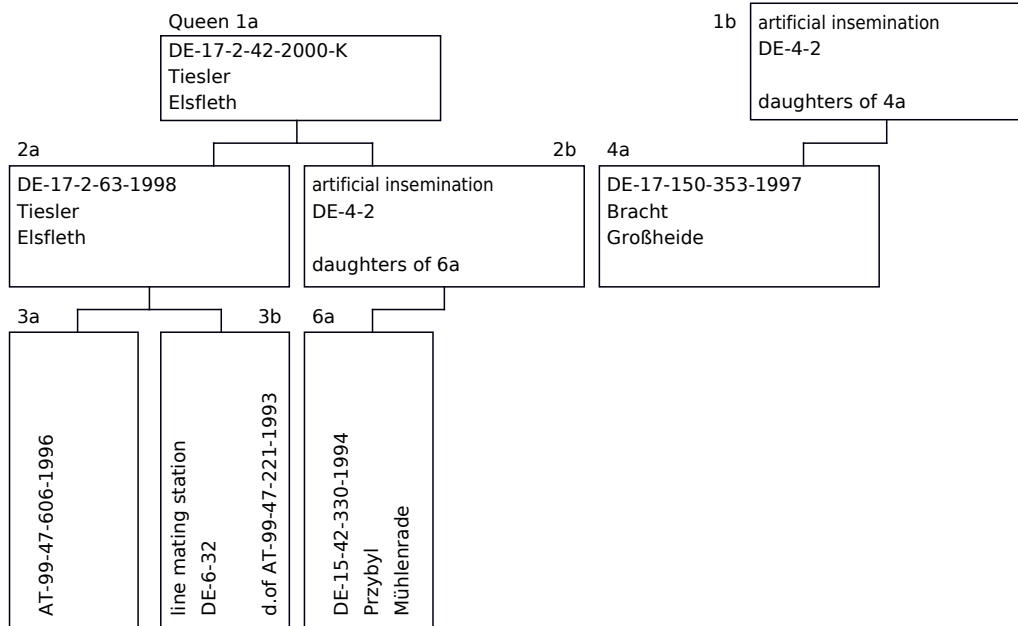 Queen 1a
DE-17-2-42-2000-K
Tiesler
Elsfleth
1b
artificial insemination
DE-4-2
daughters of 4a
2a
DE-17-2-63-1998
Tiesler
Elsfleth
2b
artificial insemination
DE-4-2
daughters of 6a
4a
DE-17-150-353-1997
Bracht
Großheide
3a
AT-99-47-606-1996
3b
line mating station
DE-6-32
d.of AT-99-47-221-1993
6a
DE-15-42-330-1994
Przybyl
Mühlenrade